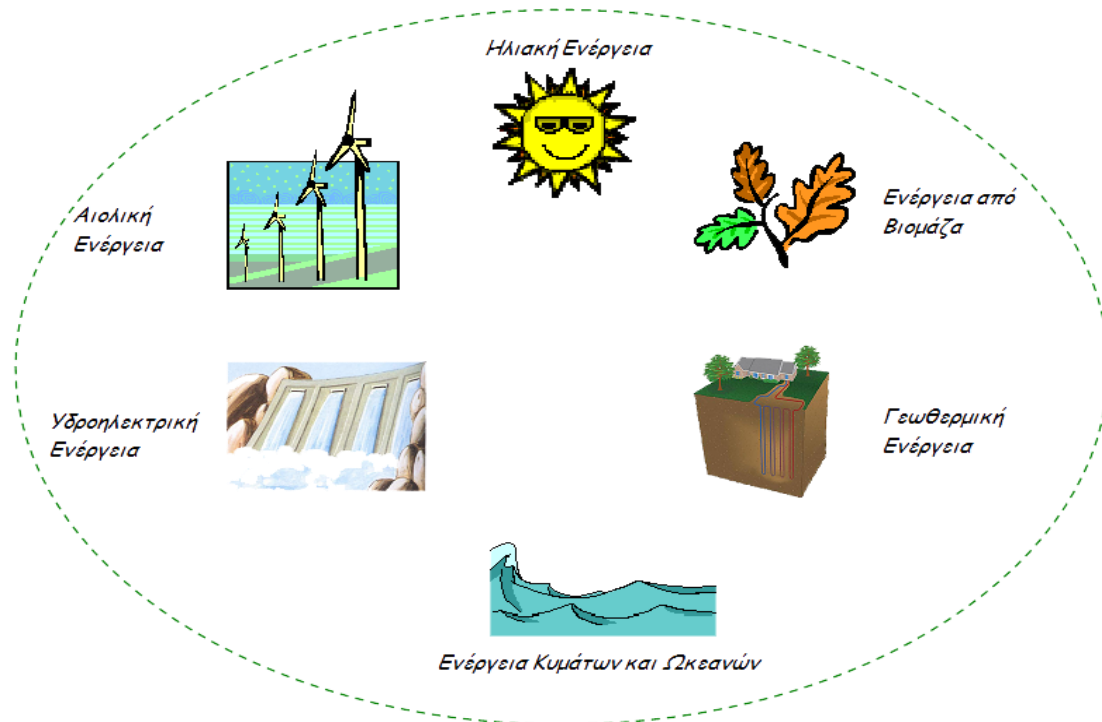 Ηλιακή Ενέργεια
Αιολική
Ενέργεια
Ενέργεια από
Βιομάζα
Υδροηλεκτρική
Ενέργεια
Γεωθερμική
Ενέργεια
Ενέργεια Κυμάτων και Ωκεανών